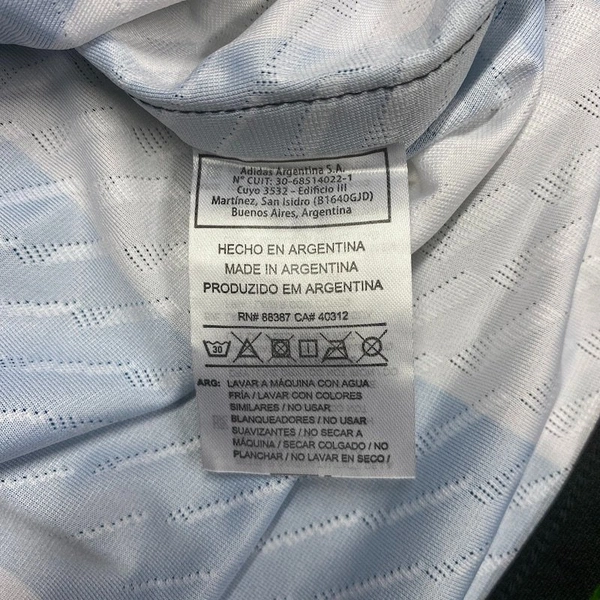 Adidas Argentina S.A.
N° CUIT: 30-68514022-1
Cuyo 3532 - Edificio III
Martínez, San Isidro (B1640GJD)
Buenos Aires, Argentina
HECHO EN ARGENTINA
MADE IN ARGENTINA
PRODUZIDO EM ARGENTINA
RN# 88387 CA# 40312
30
ARG: LAVAR A MÁQUINA CON AGUA
FRÍA / LAVAR CON COLORES
SIMILARES / NO USAR
BLANQUEADORES / NO USAR
SUAVIZANTES / NO SECAR A
MÁQUINA / SECAR COLGADO / NO
PLANCHAR / NO LAVAR EN SECO /